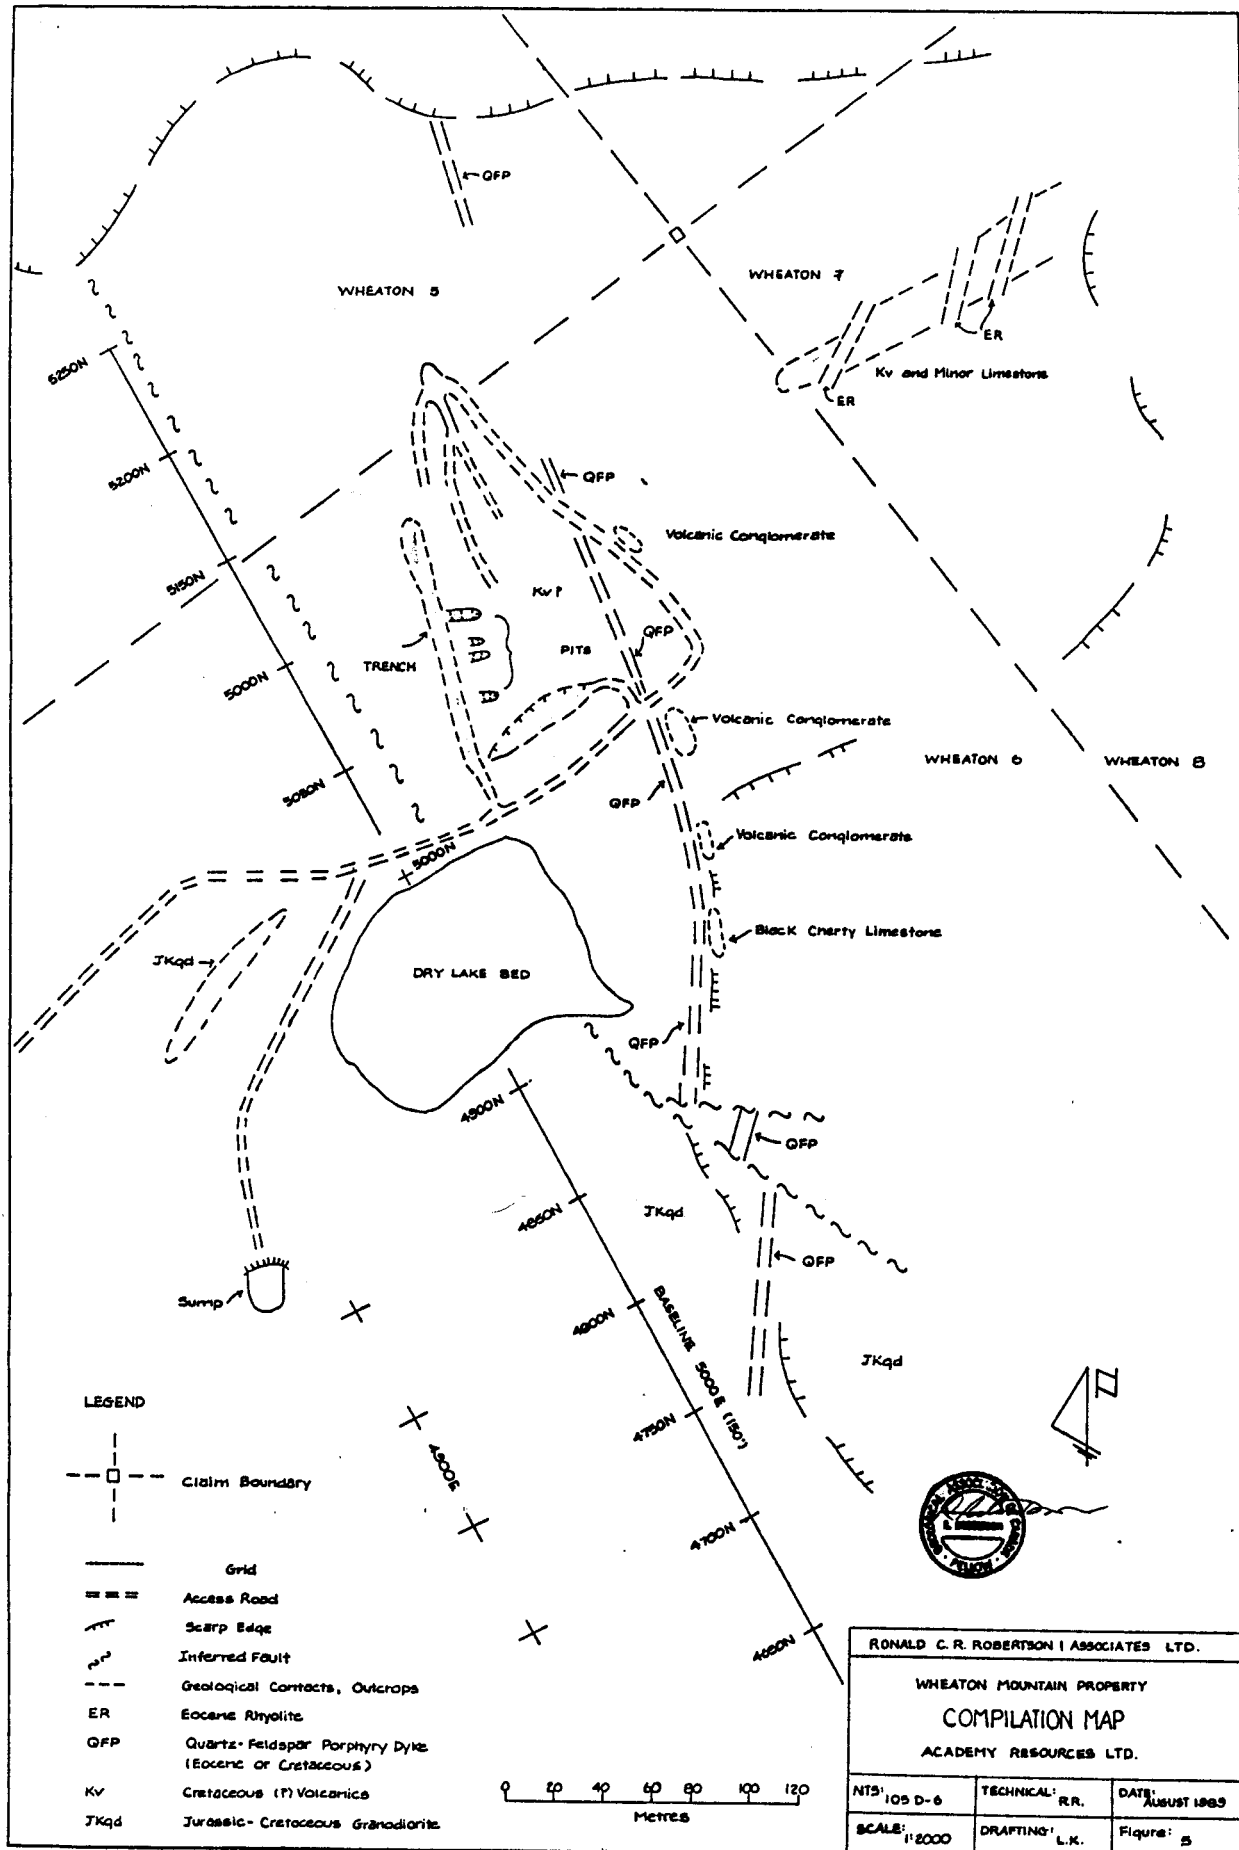 QFP
WHEATON 5
WHEATON 7
ER
Kv and Minor Limestone
ER
5250N
5200N
5150N
5000N
5050N
5000N
QFP
Volcanic Conglomerate
Kv?
QFP
PITS
TRENCH
Volcanic Conglomerate
WHEATON 6
WHEATON 8
QFP
Volcanic Conglomerate
Black Cherty Limestone
JKqd
DRY LAKE BED
QFP
4900N
QFP
4850N
JKqd
QFP
Sump
4800N
BASELINE 5000E (150°)
JKqd
4750N
4900E
4700N
4650N
LEGEND
Claim Boundary
Grid
Access Road
Scarp Edge
Inferred Fault
Geological Contacts, Outcrops
ER Eocene Rhyolite
QFP Quartz-Feldspar Porphyry Dyke
(Eocene or Cretaceous)
Kv Cretaceous (?) Volcanics
JKqd Jurassic-Cretaceous Granodiorite
0 20 40 60 80 100 120
Metres
RONALD C. R. ROBERTSON | ASSOCIATES LTD.
WHEATON MOUNTAIN PROPERTY
COMPILATION MAP
ACADEMY RESOURCES LTD.
NTS: 105 D-6
TECHNICAL: R.R.
DATE: AUGUST 1985
SCALE: 1:2000
DRAFTING: L.K.
Figure: 5